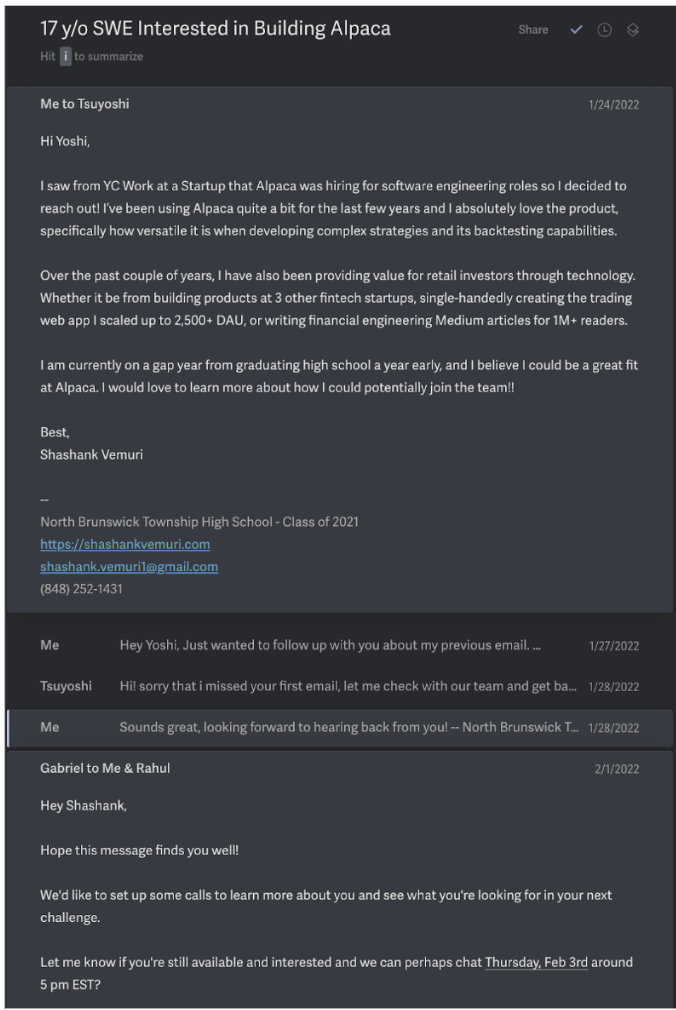 17 y/o SWE Interested in Building Alpaca
Share
Hit i to summarize
Me to Tsuyoshi 1/24/2022
Hi Yoshi,
I saw from YC Work at a Startup that Alpaca was hiring for software engineering roles so I decided to
reach out! I've been using Alpaca quite a bit for the last few years and I absolutely love the product,
specifically how versatile it is when developing complex strategies and its backtesting capabilities.
Over the past couple of years, I have also been providing value for retail investors through technology.
Whether it be from building products at 3 other fintech startups, single-handedly creating the trading
web app I scaled up to 2,500+ DAU, or writing financial engineering Medium articles for 1M+ readers.
I am currently on a gap year from graduating high school a year early, and I believe I could be a great fit
at Alpaca. I would love to learn more about how I could potentially join the team!!
Best,
Shashank Vemuri
--
North Brunswick Township High School - Class of 2021
https://shashankvemuri.com
shashank.vemuri1@gmail.com
(848) 252-1431
Me Hey Yoshi, Just wanted to follow up with you about my previous email. ... 1/27/2022
Tsuyoshi Hi! sorry that i missed your first email, let me check with our team and get ba... 1/28/2022
Me Sounds great, looking forward to hearing back from you! -- North Brunswick T... 1/28/2022
Gabriel to Me & Rahul 2/1/2022
Hey Shashank,
Hope this message finds you well!
We'd like to set up some calls to learn more about you and see what you're looking for in your next
challenge.
Let me know if you're still available and interested and we can perhaps chat Thursday, Feb 3rd around
5 pm EST?